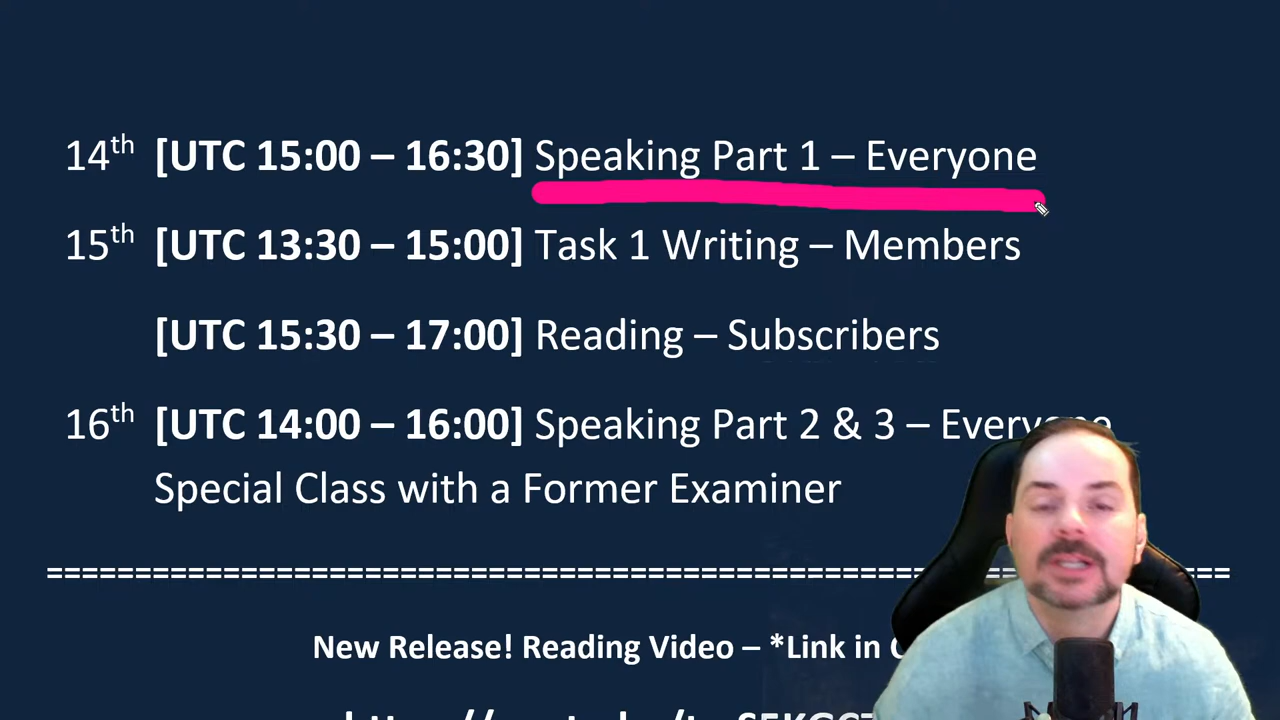 14th [UTC 15:00 – 16:30] Speaking Part 1 – Everyone
15th [UTC 13:30 – 15:00] Task 1 Writing – Members
[UTC 15:30 – 17:00] Reading – Subscribers
16th [UTC 14:00 – 16:00] Speaking Part 2 & 3 – Everyone
Special Class with a Former Examiner
==================================================
New Release! Reading Video – *Link in